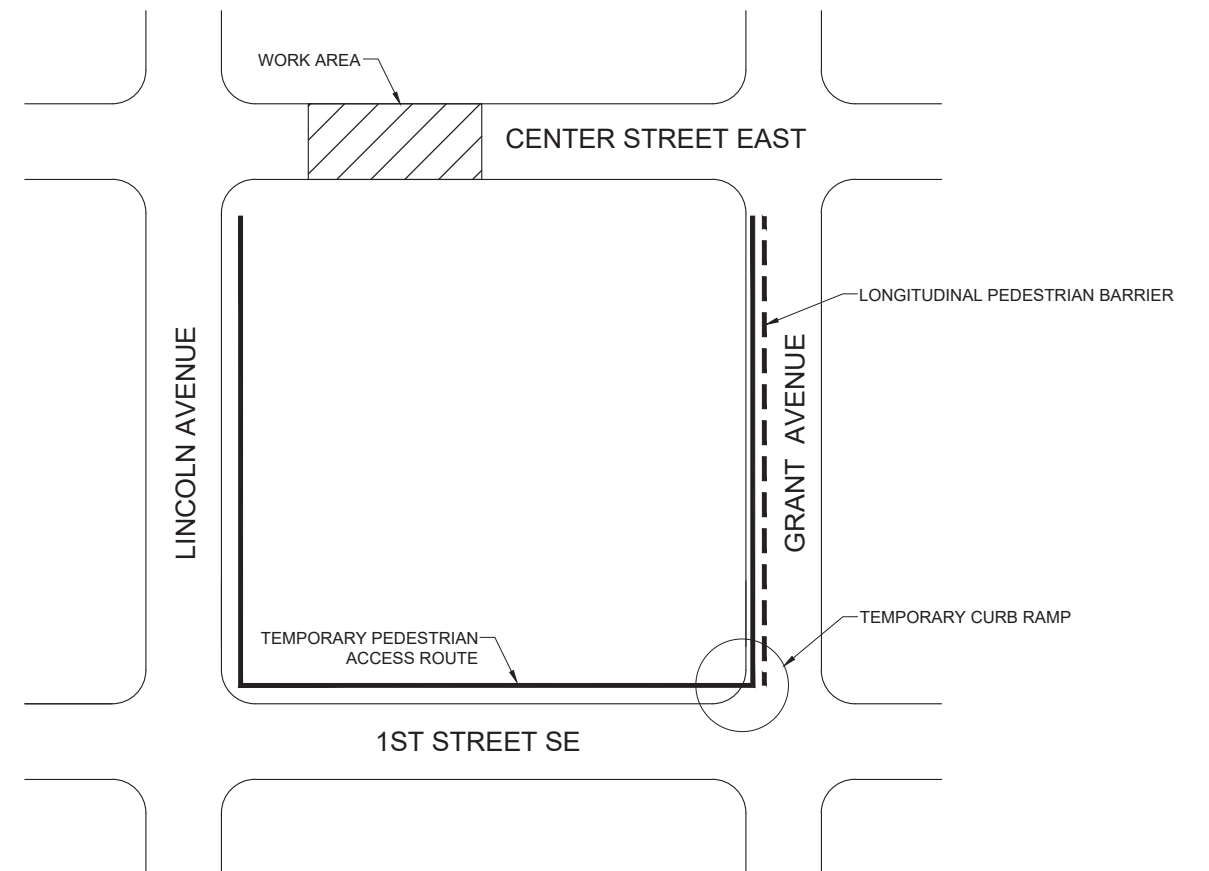 WORK AREA
CENTER STREET EAST
LONGITUDINAL PEDESTRIAN BARRIER
LINCOLN AVENUE
GRANT AVENUE
TEMPORARY CURB RAMP
TEMPORARY PEDESTRIAN
ACCESS ROUTE
1ST STREET SE